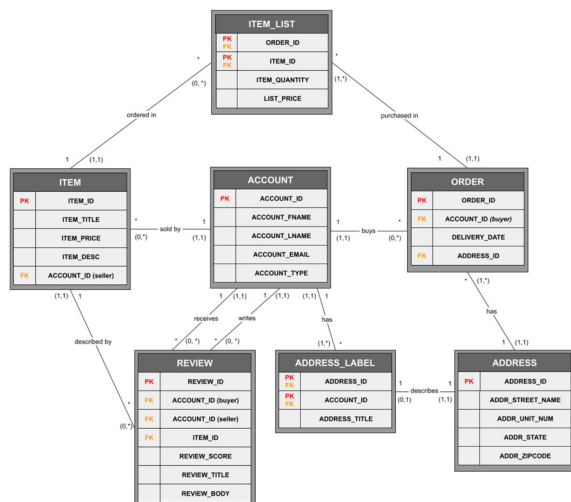 ITEM_LIST
PK FK ORDER_ID
PK FK ITEM_ID
ITEM_QUANTITY
LIST_PRICE
* *
(0, *) (1,*)
ordered in purchased in
1 (1,1) 1 (1,1)
ITEM
PK ITEM_ID
ITEM_TITLE
ITEM_PRICE
ITEM_DESC
FK ACCOUNT_ID (seller)
* sold by 1
(0,*) (1,1)
ACCOUNT
PK ACCOUNT_ID
ACCOUNT_FNAME
ACCOUNT_LNAME
ACCOUNT_EMAIL
ACCOUNT_TYPE
1 buys *
(1,1) (0,*)
ORDER
PK ORDER_ID
FK ACCOUNT_ID (buyer)
DELIVERY_DATE
FK ADDRESS_ID
(1,1) 1
described by
*
(0,*)
1 (1,1)
receives
* (0, *)
1 (1,1)
writes
* (0, *)
(1,1) 1
has
(1,*) *
* (1,*)
has
1 (1,1)
REVIEW
PK REVIEW_ID
FK ACCOUNT_ID (buyer)
FK ACCOUNT_ID (seller)
FK ITEM_ID
REVIEW_SCORE
REVIEW_TITLE
REVIEW_BODY
ADDRESS_LABEL
PK FK ADDRESS_ID
PK FK ACCOUNT_ID
ADDRESS_TITLE
1 describes 1
(0,1) (1,1)
ADDRESS
PK ADDRESS_ID
ADDR_STREET_NAME
ADDR_UNIT_NUM
ADDR_STATE
ADDR_ZIPCODE